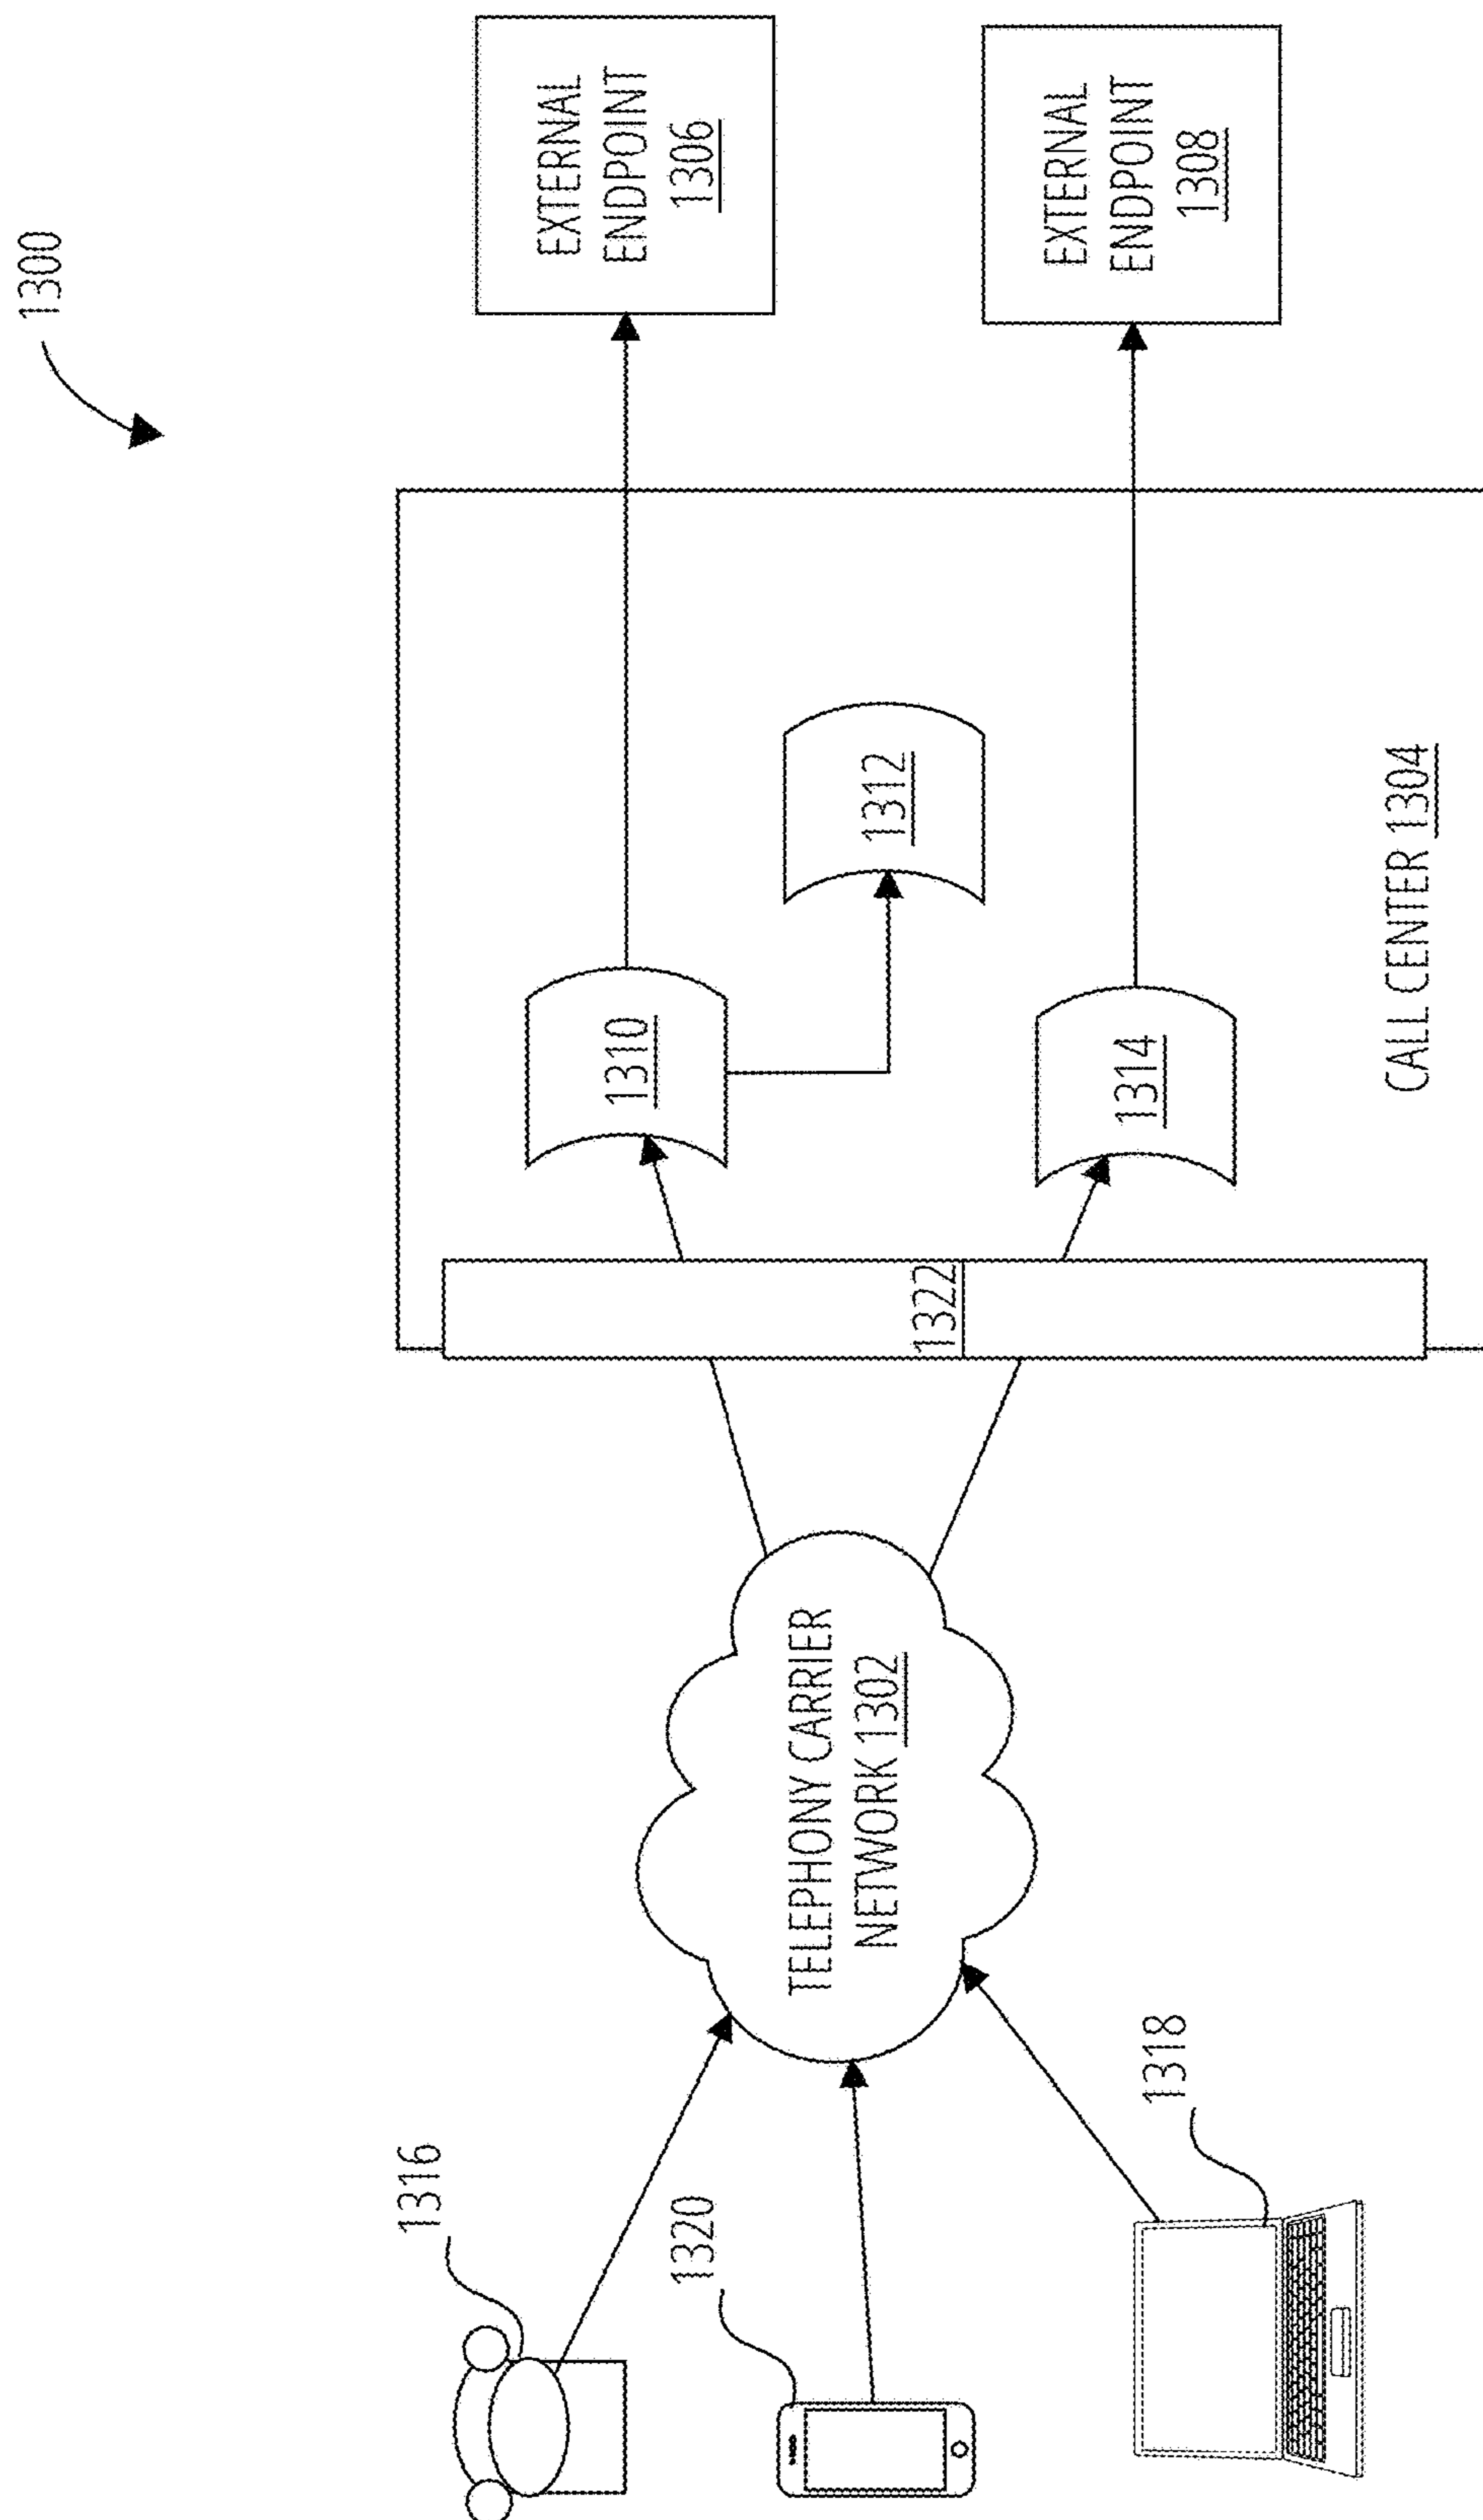 1300
EXTERNAL
ENDPOINT
1306
EXTERNAL
ENDPOINT
1308
1310
1312
1314
CALL CENTER 1304
1322
TELEPHONY CARRIER
NETWORK 1302
1316
1320
1318